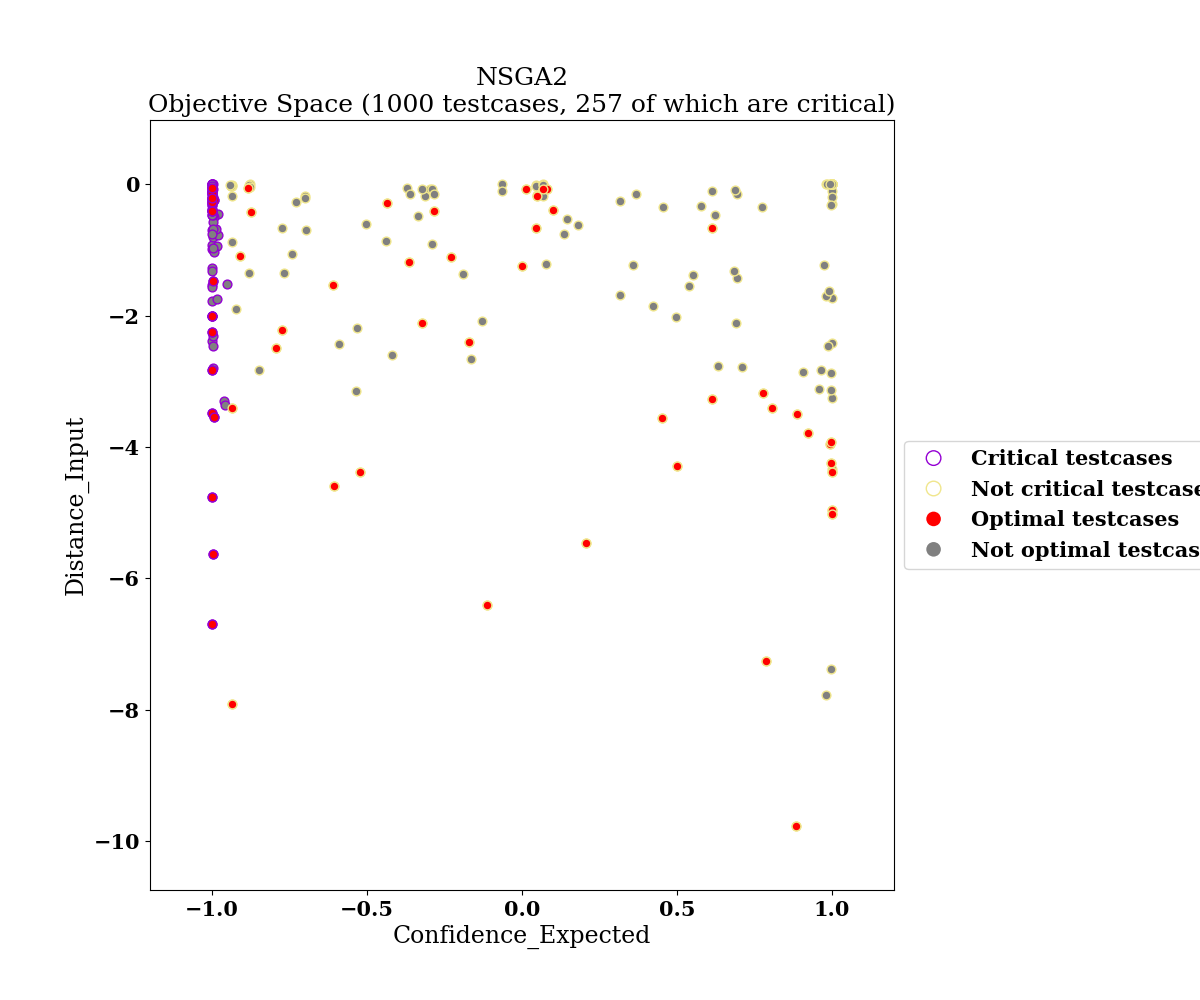 NSGA2
Objective Space (1000 testcases, 257 of which are critical)
0
−2
−4
−6
−8
−10
Distance_Input
−1.0
−0.5
0.0
0.5
1.0
Confidence_Expected
Critical testcases
Not critical testcase
Optimal testcases
Not optimal testcas